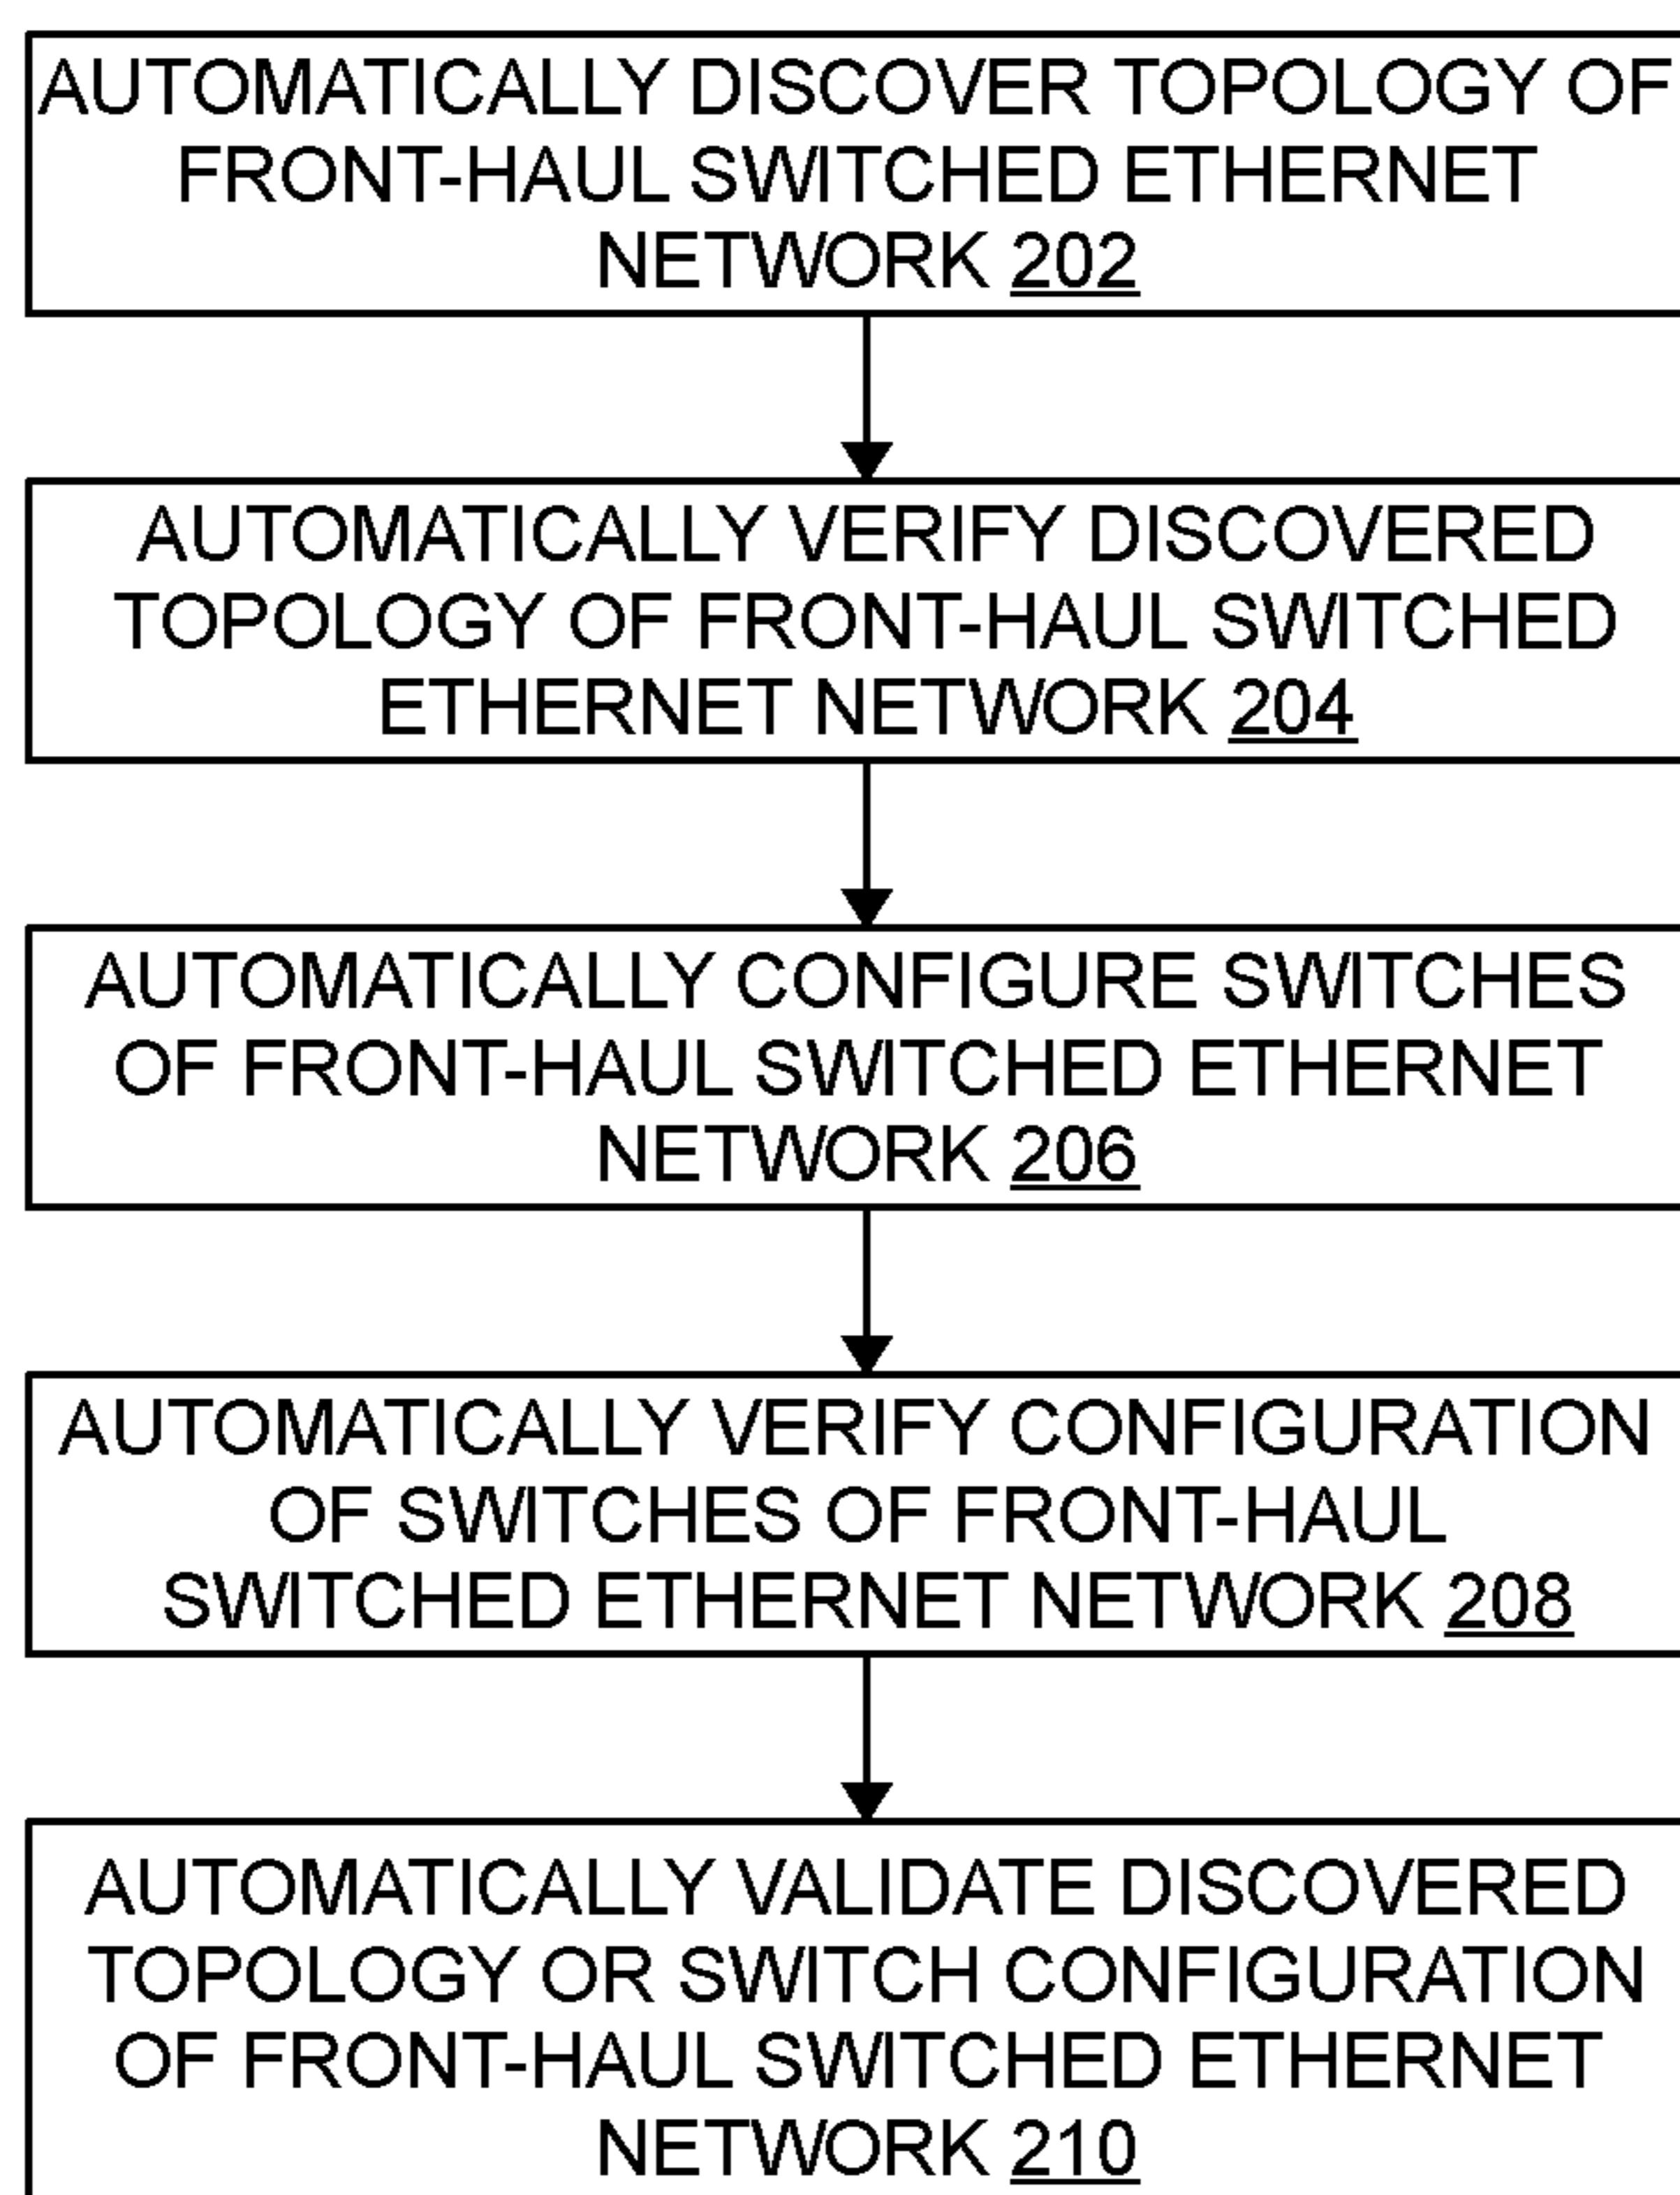 AUTOMATICALLY DISCOVER TOPOLOGY OF
FRONT-HAUL SWITCHED ETHERNET
NETWORK 202
AUTOMATICALLY VERIFY DISCOVERED
TOPOLOGY OF FRONT-HAUL SWITCHED
ETHERNET NETWORK 204
AUTOMATICALLY CONFIGURE SWITCHES
OF FRONT-HAUL SWITCHED ETHERNET
NETWORK 206
AUTOMATICALLY VERIFY CONFIGURATION
OF SWITCHES OF FRONT-HAUL
SWITCHED ETHERNET NETWORK 208
AUTOMATICALLY VALIDATE DISCOVERED
TOPOLOGY OR SWITCH CONFIGURATION
OF FRONT-HAUL SWITCHED ETHERNET
NETWORK 210